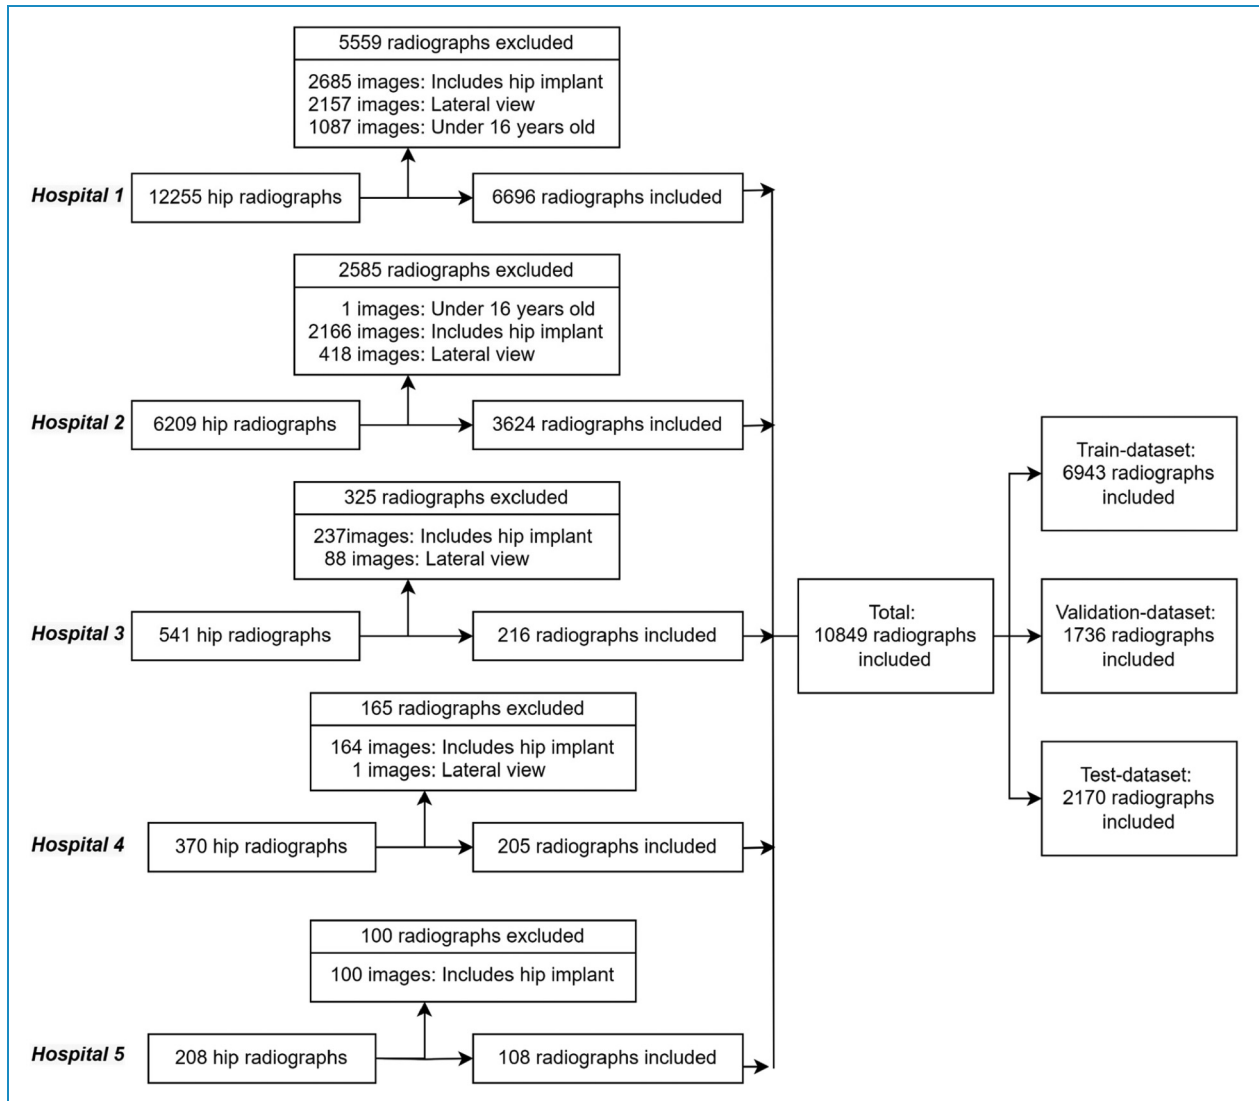 5559 radiographs excluded
2685 images: Includes hip implant
2157 images: Lateral view
1087 images: Under 16 years old
Hospital 1
12255 hip radiographs
6696 radiographs included
2585 radiographs excluded
1 images: Under 16 years old
2166 images: Includes hip implant
418 images: Lateral view
Hospital 2
6209 hip radiographs
3624 radiographs included
325 radiographs excluded
237images: Includes hip implant
88 images: Lateral view
Hospital 3
541 hip radiographs
216 radiographs included
165 radiographs excluded
164 images: Includes hip implant
1 images: Lateral view
Hospital 4
370 hip radiographs
205 radiographs included
100 radiographs excluded
100 images: Includes hip implant
Hospital 5
208 hip radiographs
108 radiographs included
Total:
10849 radiographs
included
Train-dataset:
6943 radiographs
included
Validation-dataset:
1736 radiographs
included
Test-dataset:
2170 radiographs
included